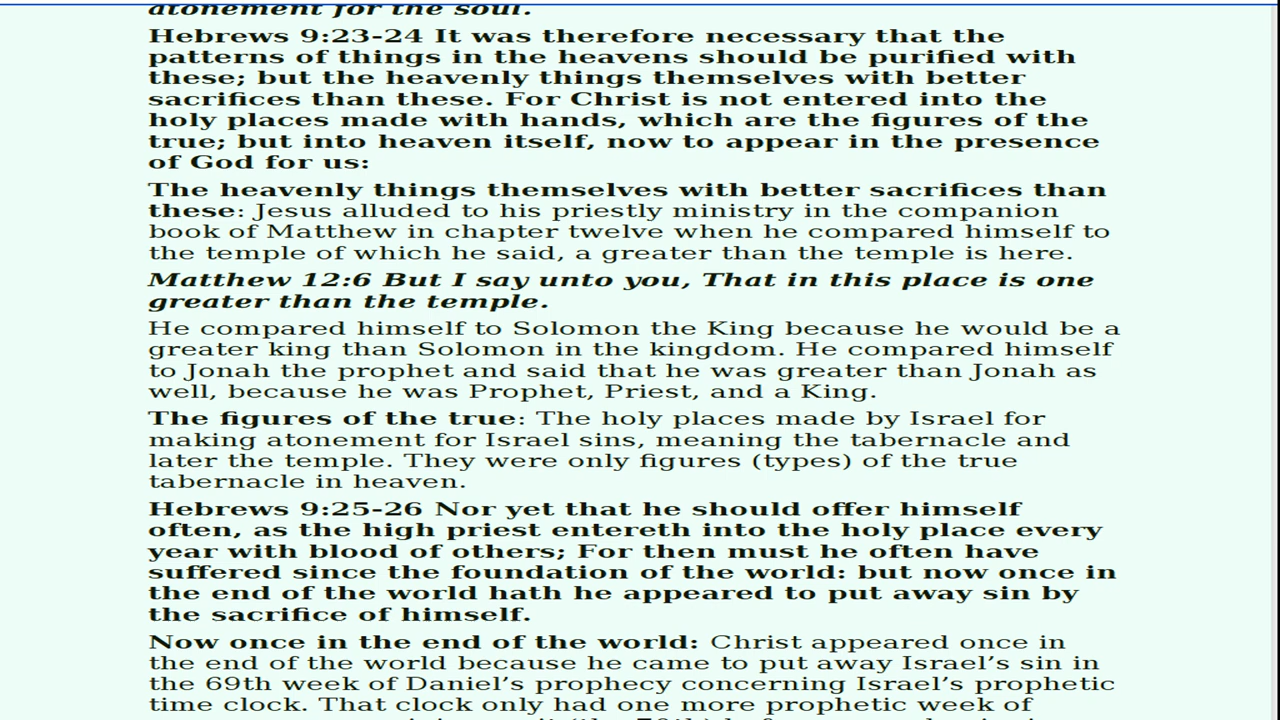 atonement for the soul.
Hebrews 9:23-24 It was therefore necessary that the
patterns of things in the heavens should be purified with
these; but the heavenly things themselves with better
sacrifices than these. For Christ is not entered into the
holy places made with hands, which are the figures of the
true; but into heaven itself, now to appear in the presence
of God for us:
The heavenly things themselves with better sacrifices than
these: Jesus alluded to his priestly ministry in the companion
book of Matthew in chapter twelve when he compared himself to
the temple of which he said, a greater than the temple is here.
Matthew 12:6 But I say unto you, That in this place is one
greater than the temple.
He compared himself to Solomon the King because he would be a
greater king than Solomon in the kingdom. He compared himself
to Jonah the prophet and said that he was greater than Jonah as
well, because he was Prophet, Priest, and a King.
The figures of the true: The holy places made by Israel for
making atonement for Israel sins, meaning the tabernacle and
later the temple. They were only figures (types) of the true
tabernacle in heaven.
Hebrews 9:25-26 Nor yet that he should offer himself
often, as the high priest entereth into the holy place every
year with blood of others; For then must he often have
suffered since the foundation of the world: but now once in
the end of the world hath he appeared to put away sin by
the sacrifice of himself.
Now once in the end of the world: Christ appeared once in
the end of the world because he came to put away Israel’s sin in
the 69th week of Daniel’s prophecy concerning Israel’s prophetic
time clock. That clock only had one more prophetic week of